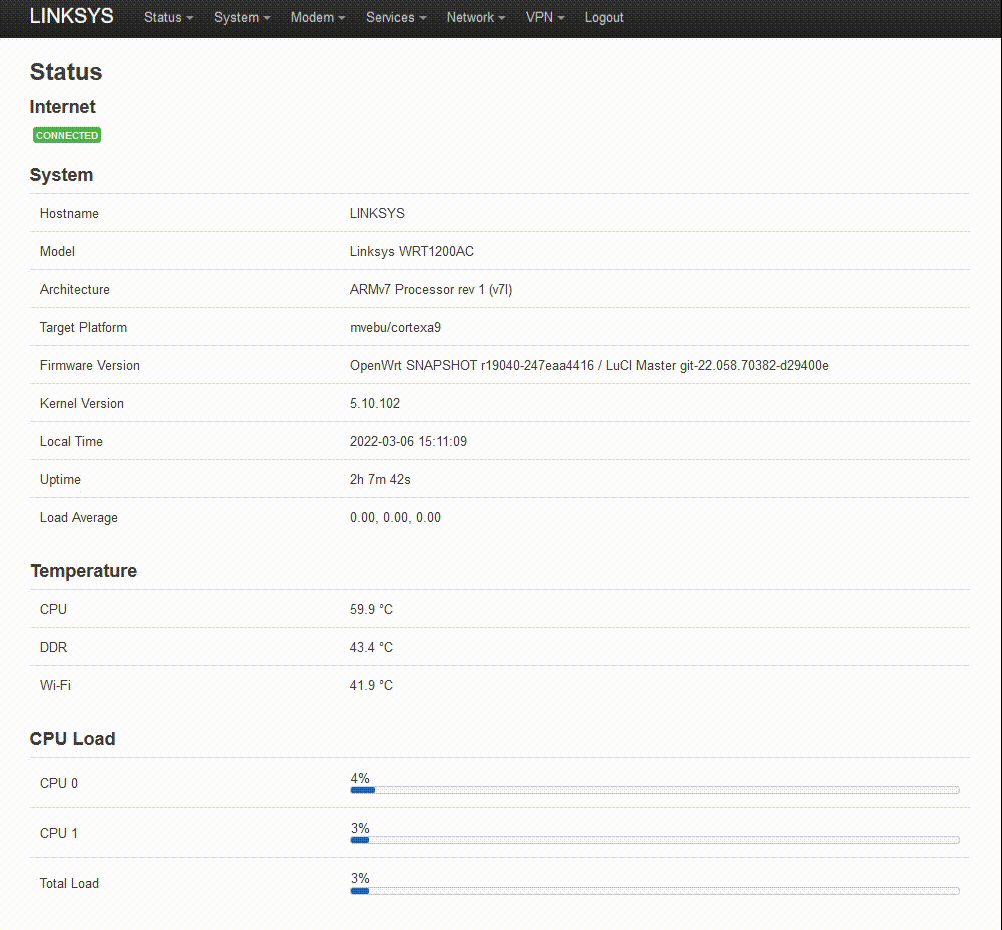 LINKSYS Status System Modem Services Network VPN Logout
Status
Internet
CONNECTED
System
Hostname LINKSYS
Model Linksys WRT1200AC
Architecture ARMv7 Processor rev 1 (v7l)
Target Platform mvebu/cortexa9
Firmware Version OpenWrt SNAPSHOT r19040-247eaa4416 / LuCI Master git-22.058.70382-d29400e
Kernel Version 5.10.102
Local Time 2022-03-06 15:11:09
Uptime 2h 7m 42s
Load Average 0.00, 0.00, 0.00
Temperature
CPU 59.9 °C
DDR 43.4 °C
Wi-Fi 41.9 °C
CPU Load
CPU 0 4%
CPU 1 3%
Total Load 3%